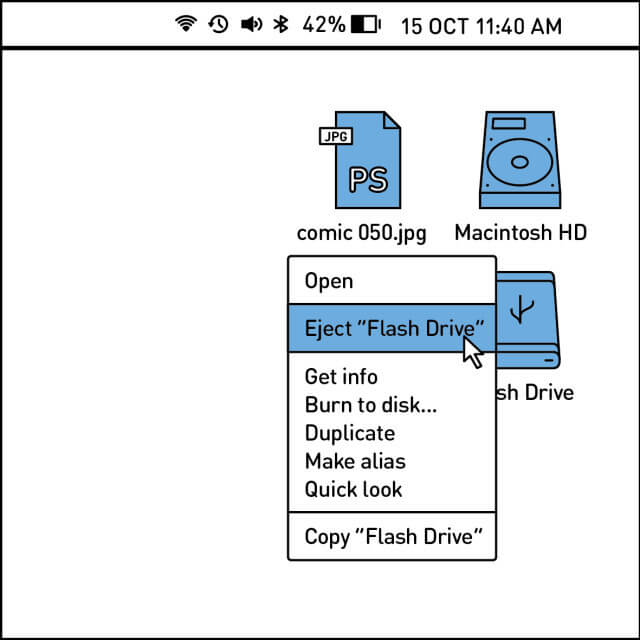 42% 15 OCT 11:40 AM
JPG
PS
comic 050.jpg
Macintosh HD
Open
Eject “Flash Drive”
Get info
Burn to disk...
Duplicate
Make alias
Quick look
Copy “Flash Drive”
sh Drive